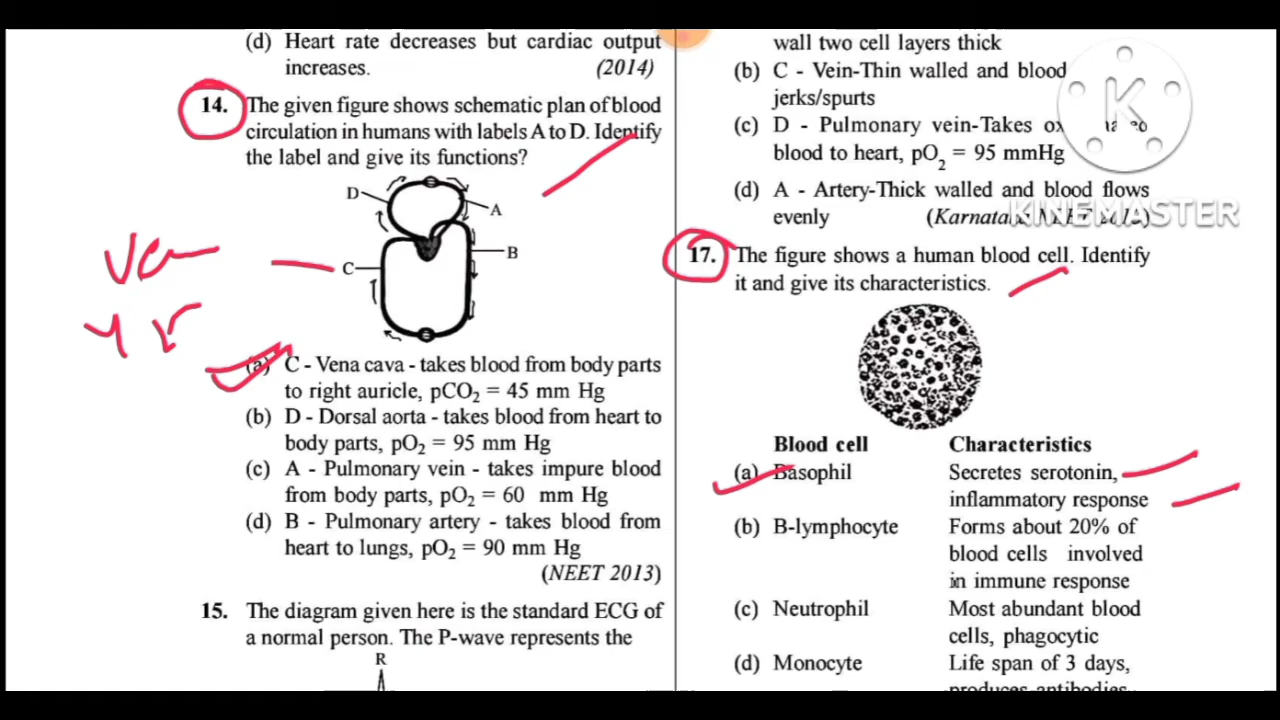 (d) Heart rate decreases but cardiac output
increases. (2014)
14. The given figure shows schematic plan of blood
circulation in humans with labels A to D. Identify
the label and give its functions?
D
A
B
C
(a) C - Vena cava - takes blood from body parts
to right auricle, pCO₂ = 45 mm Hg
(b) D - Dorsal aorta - takes blood from heart to
body parts, pO₂ = 95 mm Hg
(c) A - Pulmonary vein - takes impure blood
from body parts, pO₂ = 60 mm Hg
(d) B - Pulmonary artery - takes blood from
heart to lungs, pO₂ = 90 mm Hg
(NEET 2013)
15. The diagram given here is the standard ECG of
a normal person. The P-wave represents the
R
wall two cell layers thick
(b) C - Vein-Thin walled and blood
jerks/spurts
(c) D - Pulmonary vein-Takes
blood to heart, pO₂ = 95 mmHg
(d) A - Artery-Thick walled and blood flows
evenly
K
KINEMASTER
17. The figure shows a human blood cell. Identify
it and give its characteristics.
Blood cell Characteristics
(a) Basophil Secretes serotonin,
inflammatory response
(b) B-lymphocyte Forms about 20% of
blood cells involved
in immune response
(c) Neutrophil Most abundant blood
cells, phagocytic
(d) Monocyte Life span of 3 days,
produces antibodies